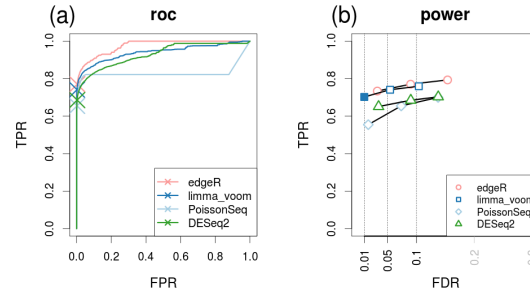 (a) roc
TPR
1.0
0.8
0.6
0.4
0.2
0.0
edgeR
limma_voom
PoissonSeq
DESeq2
0.0 0.2 0.4 0.6 0.8 1.0
FPR
(b) power
TPR
1.0
0.8
0.6
0.4
0.2
0.0
edgeR
limma_voom
PoissonSeq
DESeq2
0.01 0.05 0.1 0.2
FDR